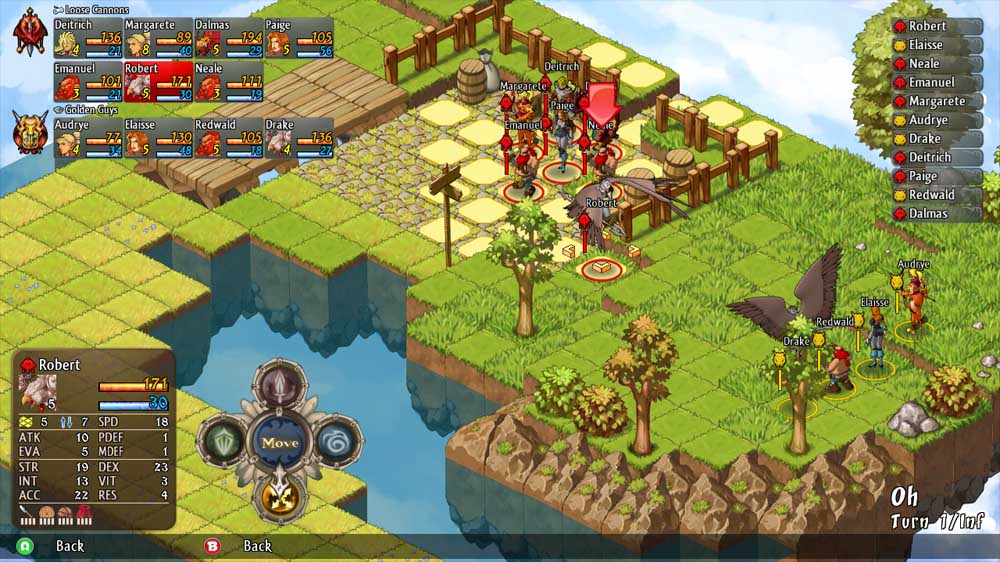 Loose Cannons
Deitrich Margarete Dalmas Paige
4 136 21 8 89 40 5 194 29 5 105 56
Emanuel Robert Neale
3 101 21 5 171 30 3 111 19
Golden Guys
Audrye Elaisse Redwald Drake
4 77 34 5 130 48 3 105 18 4 136 27
Robert
Elaisse
Neale
Emanuel
Margarete
Audrye
Drake
Deitrich
Paige
Redwald
Dalmas
Deitrich
Margarete
Paige
Emanuel
Robert
Audrye
Elaisse
Redwald
Drake
Robert
171
5 30
5 7 SPD 18
ATK 10 PDEF 1
EVA 5 MDEF 1
STR 19 DEX 23
INT 13 VIT 3
ACC 22 RES 4
Move
0h
Turn 1/Inf
A Back B Back